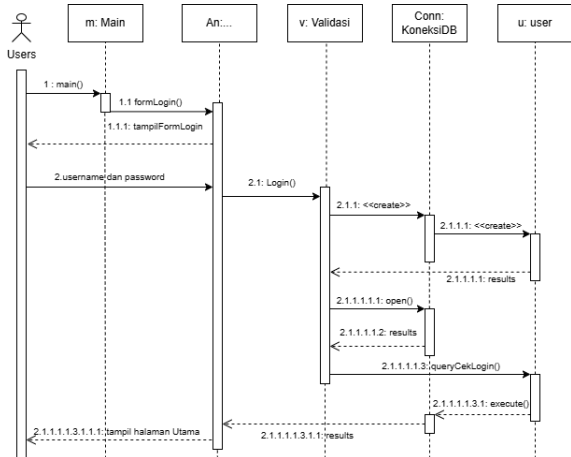 m: Main
An:...
v: Validasi
Conn:
KoneksiDB
u: user
Users
1 : main()
1.1 formLogin()
1.1.1: tampilFormLogin
2.username dan password
2.1: Login()
2.1.1: <<create>>
2.1.1.1: <<create>>
2.1.1.1.1: results
2.1.1.1.1.1: open()
2.1.1.1.1.2: results
2.1.1.1.1.3: queryCekLogin()
2.1.1.1.1.3.1: execute()
2.1.1.1.1.3.1.1.1: tampil halaman Utama
2.1.1.1.1.3.1.1: results